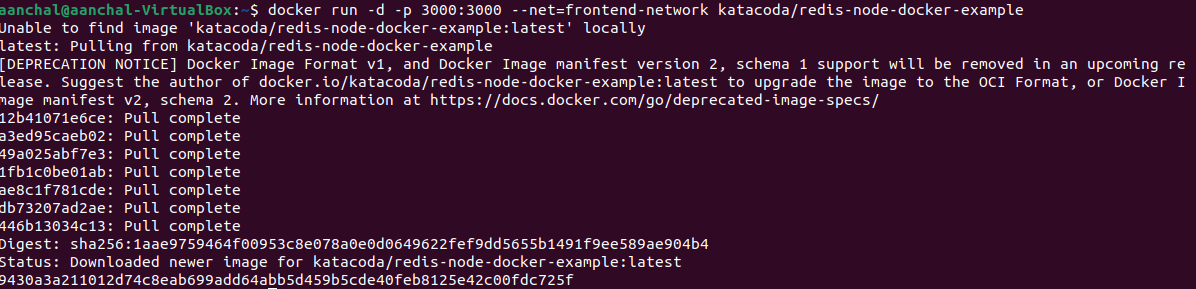 aanchal@aanchal-VirtualBox:~$ docker run -d -p 3000:3000 --net=frontend-network katacoda/redis-node-docker-example
Unable to find image 'katacoda/redis-node-docker-example:latest' locally
latest: Pulling from katacoda/redis-node-docker-example
[DEPRECATION NOTICE] Docker Image Format v1, and Docker Image manifest version 2, schema 1 support will be removed in an upcoming re
lease. Suggest the author of docker.io/katacoda/redis-node-docker-example:latest to upgrade the image to the OCI Format, or Docker I
mage manifest v2, schema 2. More information at https://docs.docker.com/go/deprecated-image-specs/
12b41071e6ce: Pull complete
a3ed95caeb02: Pull complete
49a025abf7e3: Pull complete
1fb1c0be01ab: Pull complete
ae8c1f781cde: Pull complete
db73207ad2ae: Pull complete
446b13034c13: Pull complete
Digest: sha256:1aae9759464f00953c8e078a0e0d0649622fef9dd5655b1491f9ee589ae904b4
Status: Downloaded newer image for katacoda/redis-node-docker-example:latest
9430a3a211012d74c8eab699add64abb5d459b5cde40feb8125e42c00fdc725f